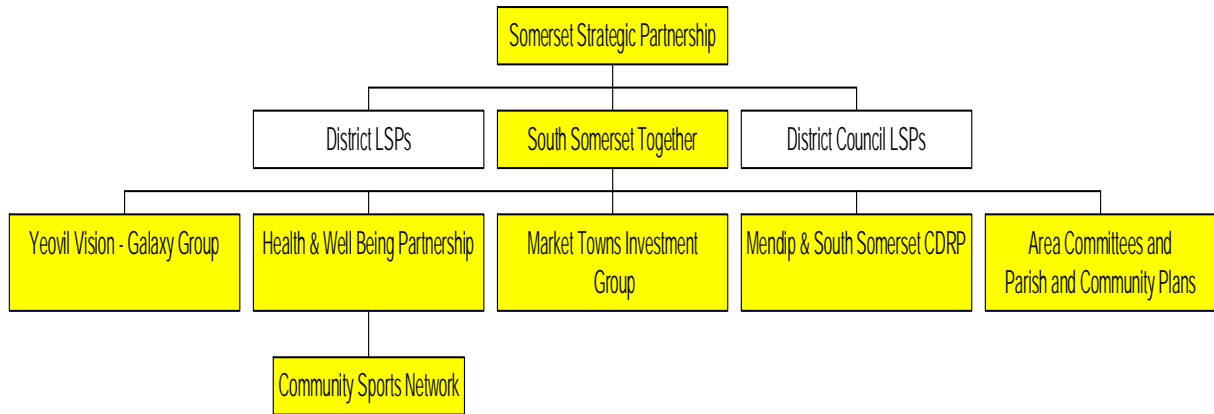 Somerset Strategic Partnership
District LSPs
South Somerset Together
District Council LSPs
Yeovil Vision - Galaxy Group
Health & Well Being Partnership
Market Towns Investment
Group
Mendip & South Somerset CDRP
Area Committees and
Parish and Community Plans
Community Sports Network